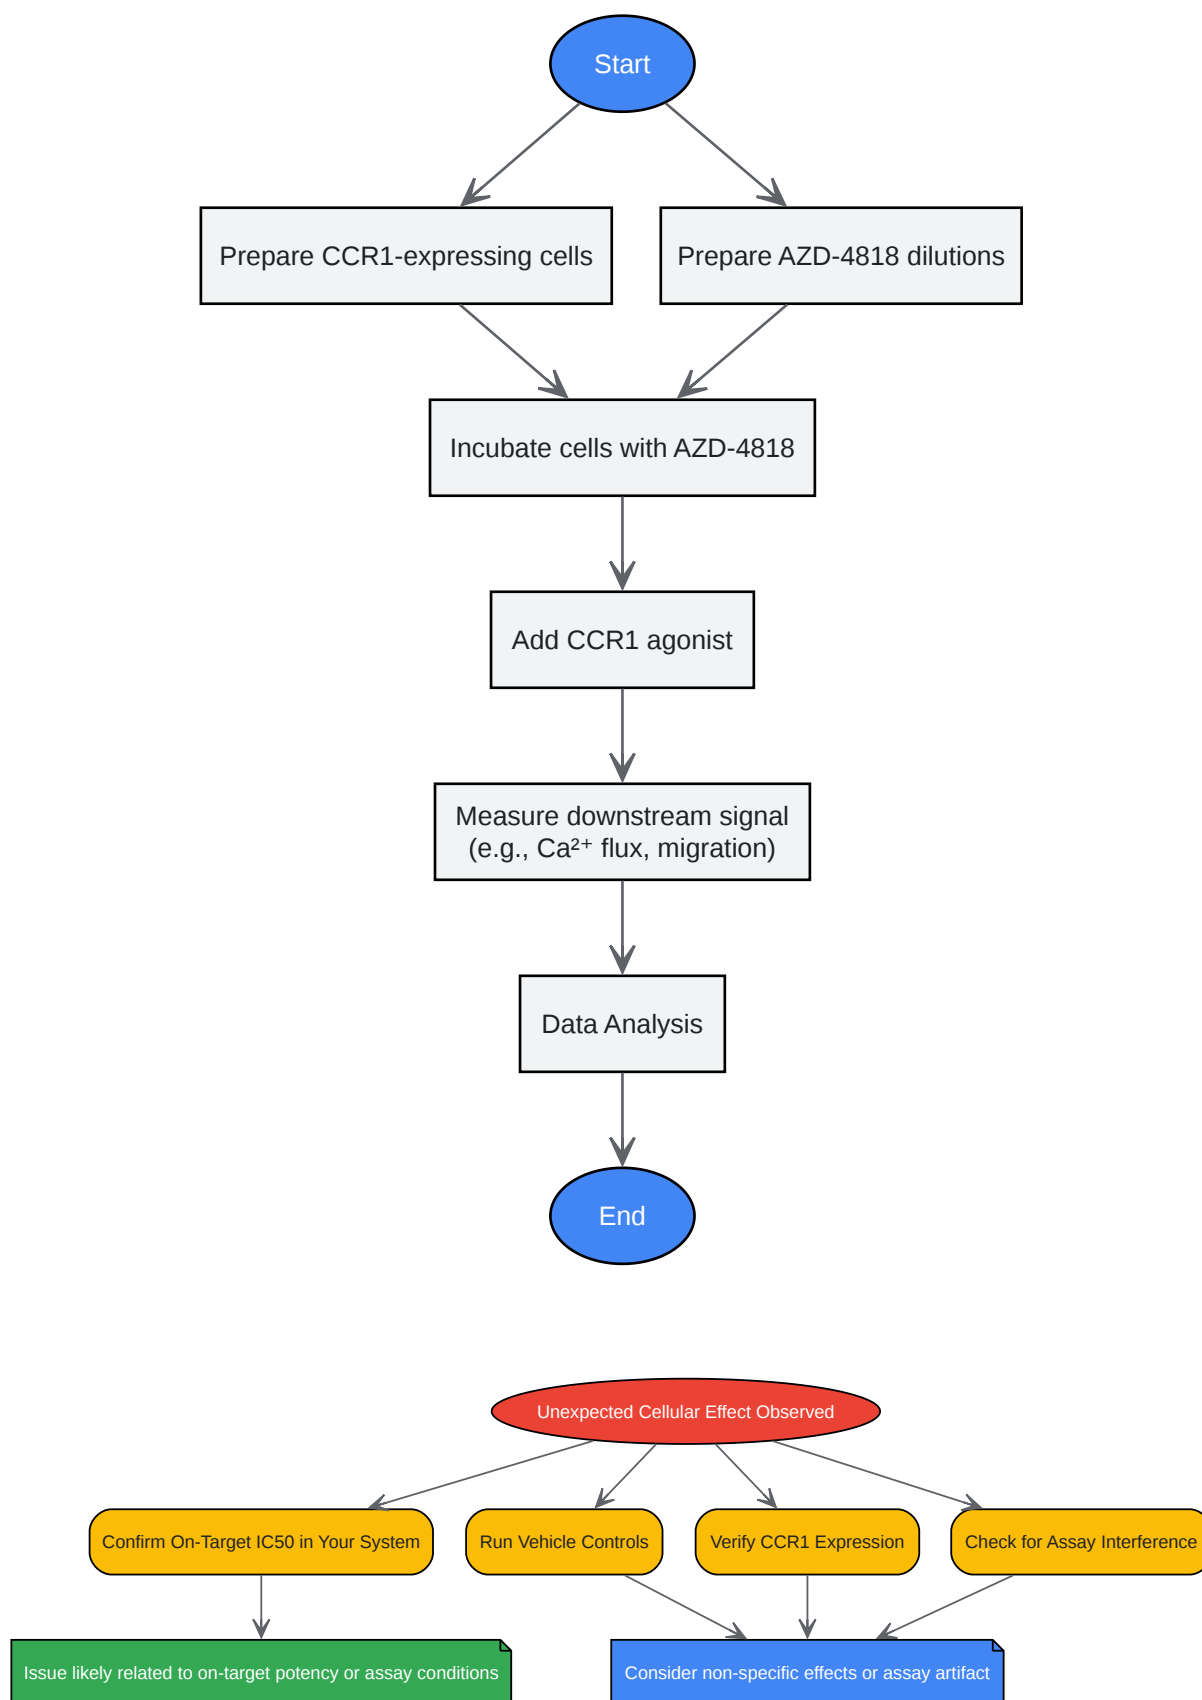 Start
Prepare CCR1-expressing cells
Prepare AZD-4818 dilutions
Incubate cells with AZD-4818
Add CCR1 agonist
Measure downstream signal
(e.g., Ca²⁺ flux, migration)
Data Analysis
End
Unexpected Cellular Effect Observed
Confirm On-Target IC50 in Your System
Run Vehicle Controls
Verify CCR1 Expression
Check for Assay Interference
Issue likely related to on-target potency or assay conditions
Consider non-specific effects or assay artifact